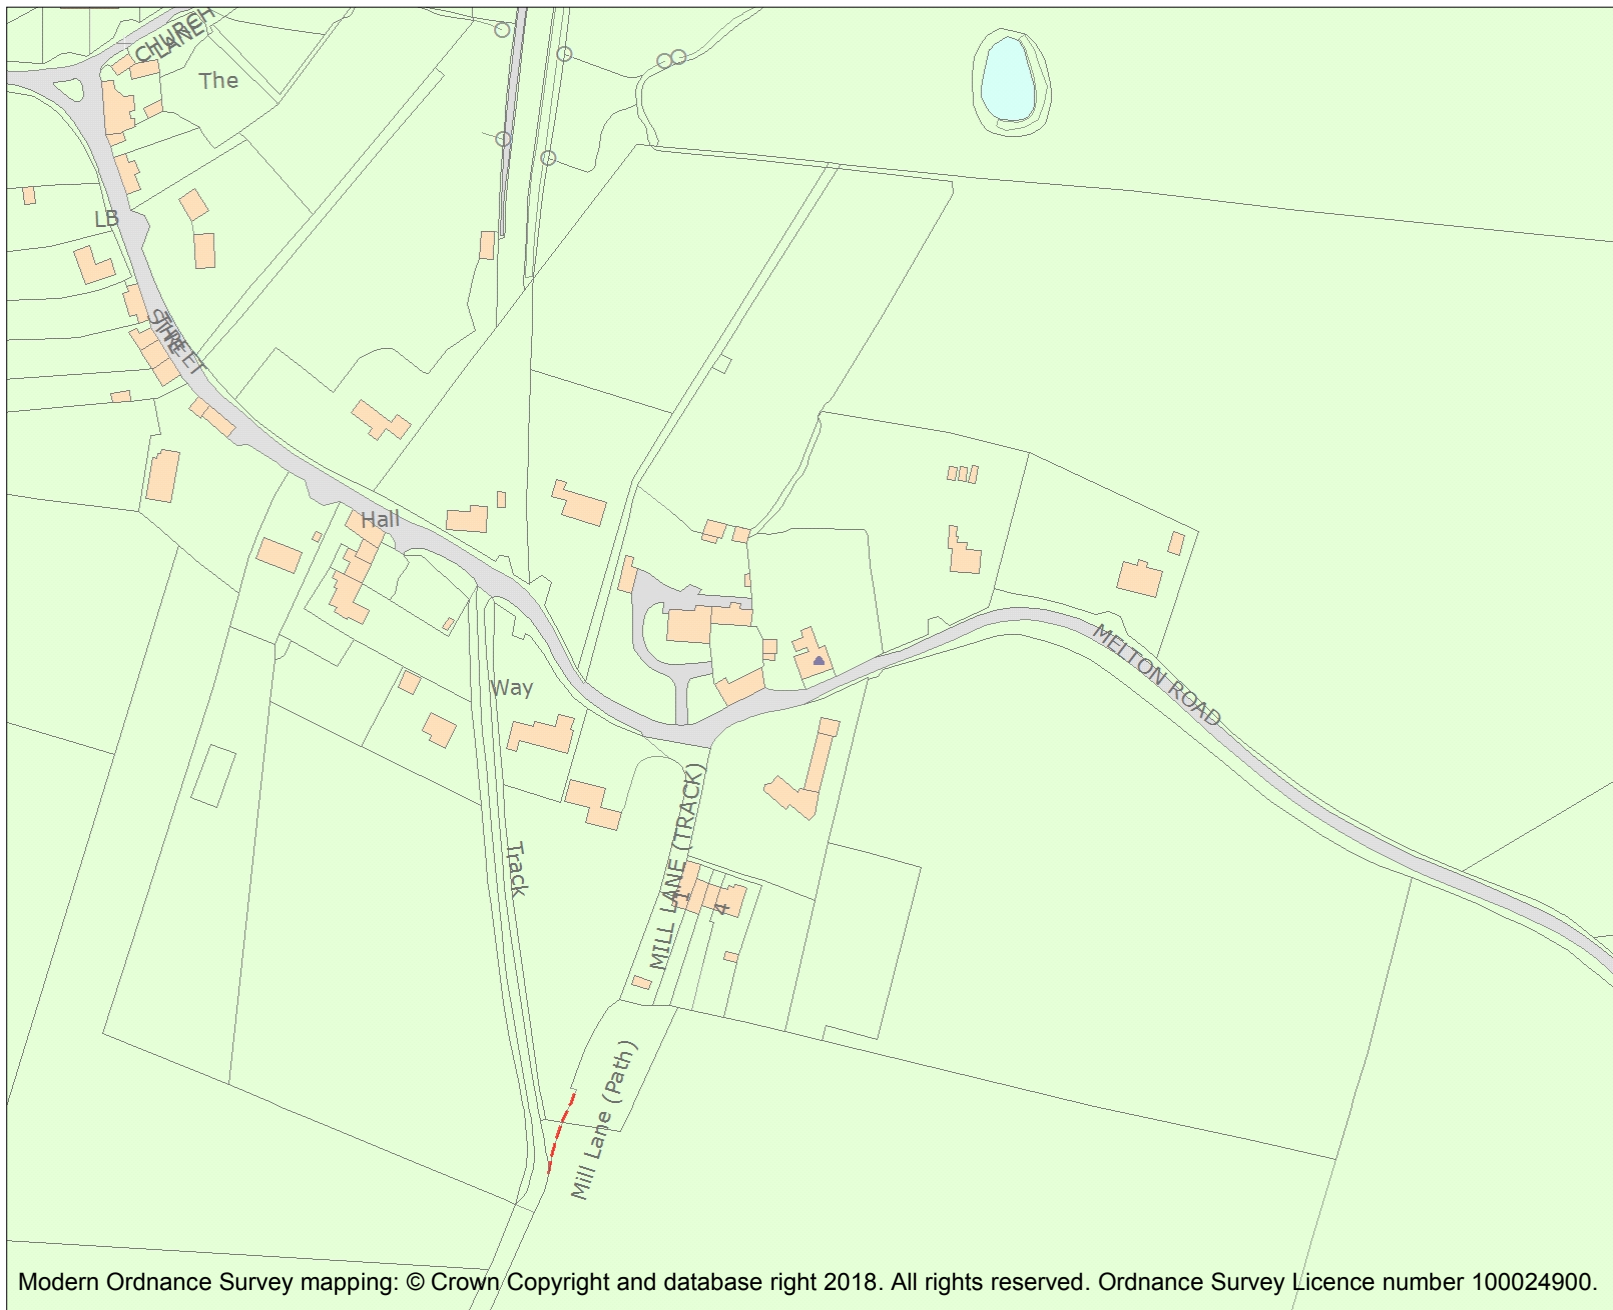 CHURCH
LANE
The
LB
THE
STREET
Hall
MELTON ROAD
Way
MILL LANE (TRACK)
Track
1
4
Mill Lane (Path)
Modern Ordnance Survey mapping: © Crown Copyright and database right 2018. All rights reserved. Ordnance Survey Licence number 100024900.